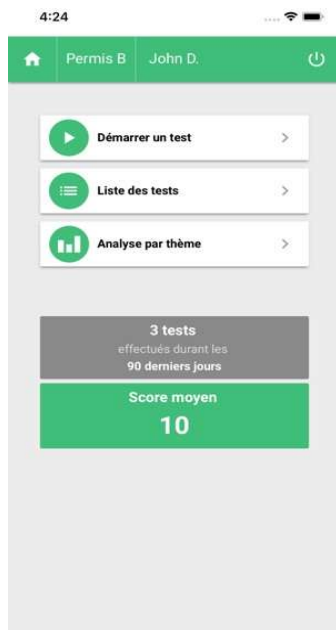 4:24
Permis B John D.
Démarrer un test
Liste des tests
Analyse par thème
3 tests
effectués durant les
90 derniers jours
Score moyen
10